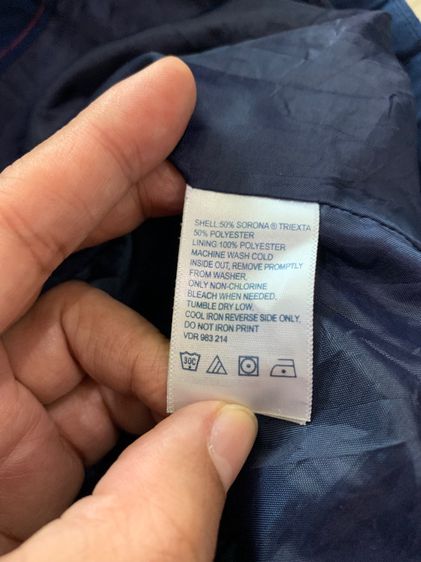 SHELL:50% SORONA ® TRIEXTA
50% POLYESTER
LINING:100% POLYESTER
MACHINE WASH COLD
INSIDE OUT, REMOVE PROMPTLY
FROM WASHER.
ONLY NON-CHLORINE
BLEACH WHEN NEEDED.
TUMBLE DRY LOW.
COOL IRON REVERSE SIDE ONLY.
DO NOT IRON PRINT
VDR 983 214
30C